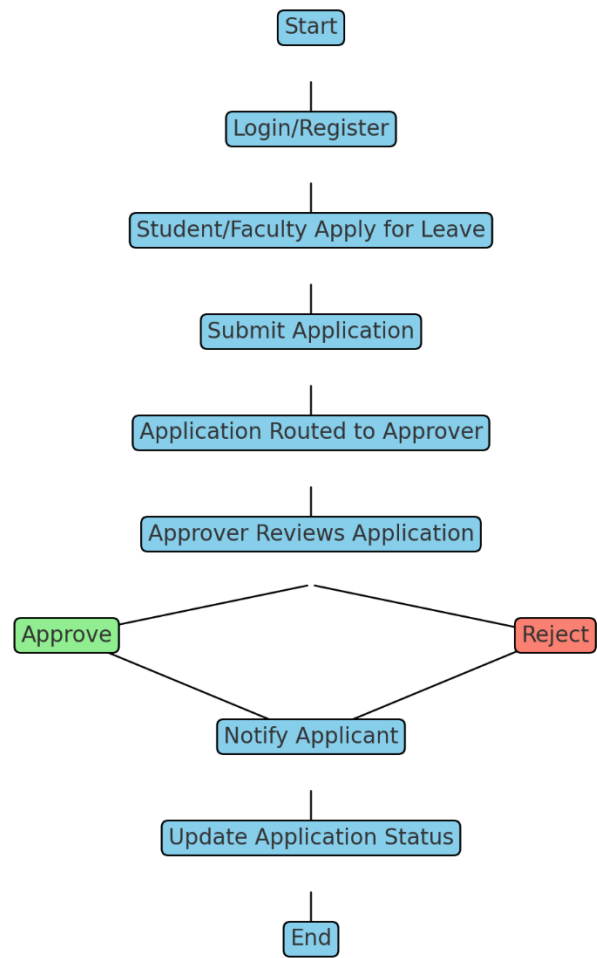 Start
Login/Register
Student/Faculty Apply for Leave
Submit Application
Application Routed to Approver
Approver Reviews Application
Approve
Reject
Notify Applicant
Update Application Status
End